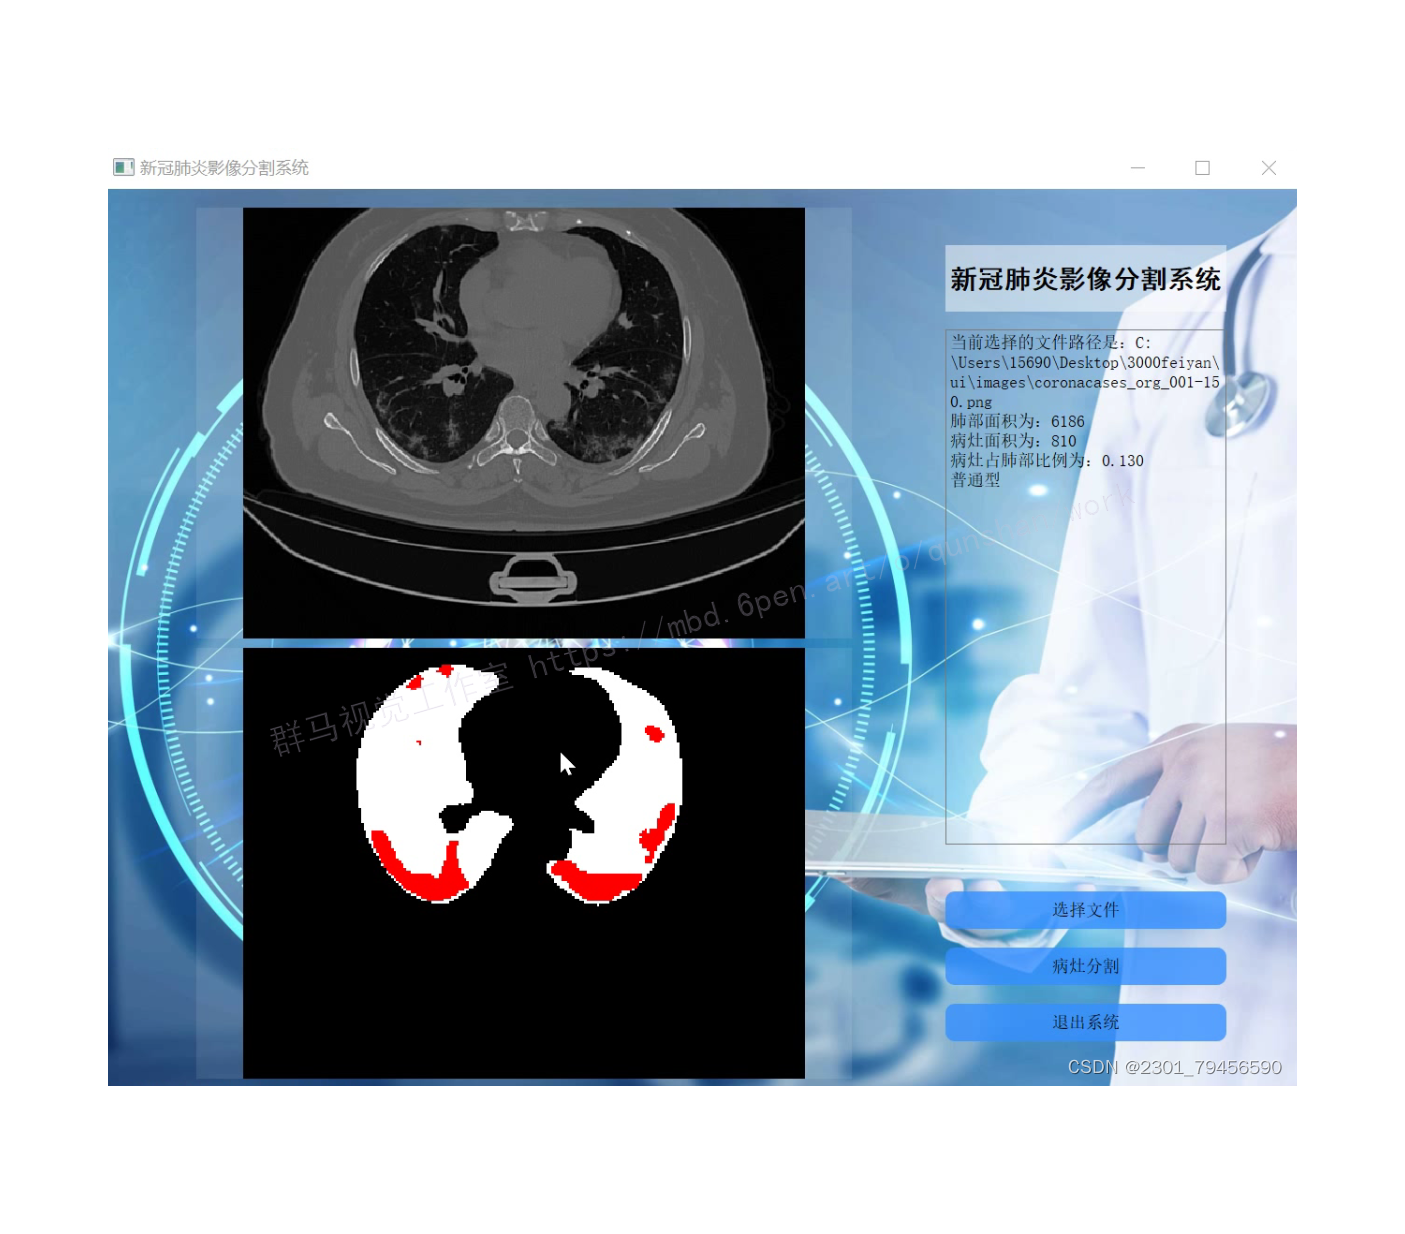 新冠肺炎影像分割系统
新冠肺炎影像分割系统
当前选择的文件路径是: C:
\Users\15690\Desktop\3000feiyan\
ui\images\coronacases_org_001-15
0.png
肺部面积为: 6186
病灶面积为: 810
病灶占肺部比例为: 0.130
普通型
群马视觉工作室 https://mbd.6pen.art/o/qun
work
选择文件
病灶分割
退出系统
CSDN @2301_79456590